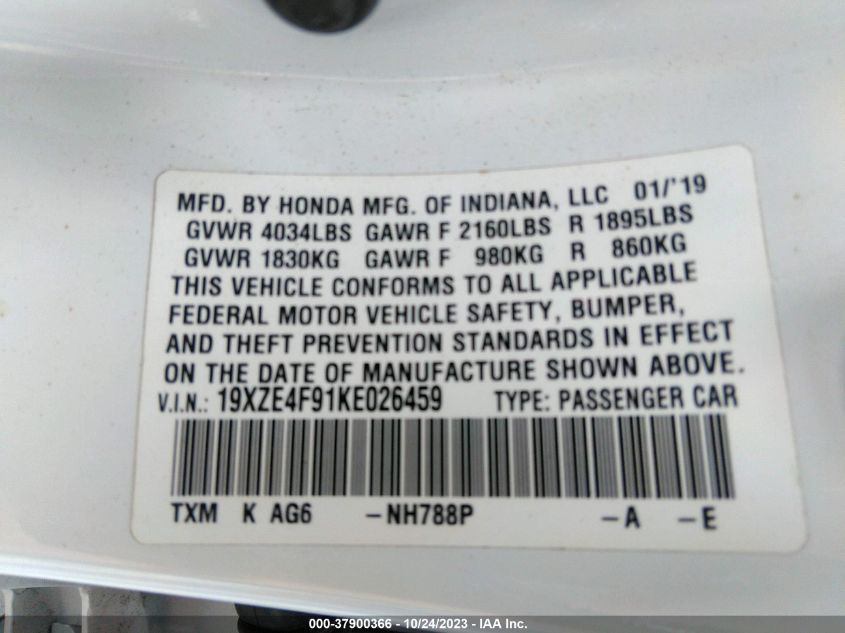 MFD. BY HONDA MFG. OF INDIANA, LLC 01/'19
GVWR 4034LBS GAWR F 2160LBS R 1895LBS
GVWR 1830KG GAWR F 980KG R 860KG
THIS VEHICLE CONFORMS TO ALL APPLICABLE
FEDERAL MOTOR VEHICLE SAFETY, BUMPER,
AND THEFT PREVENTION STANDARDS IN EFFECT
ON THE DATE OF MANUFACTURE SHOWN ABOVE.
V.I.N.: 19XZE4F91KE026459 TYPE: PASSENGER CAR
TXM K AG6 -NH788P -A -E
000-37900366 - 10/24/2023 - IAA Inc.